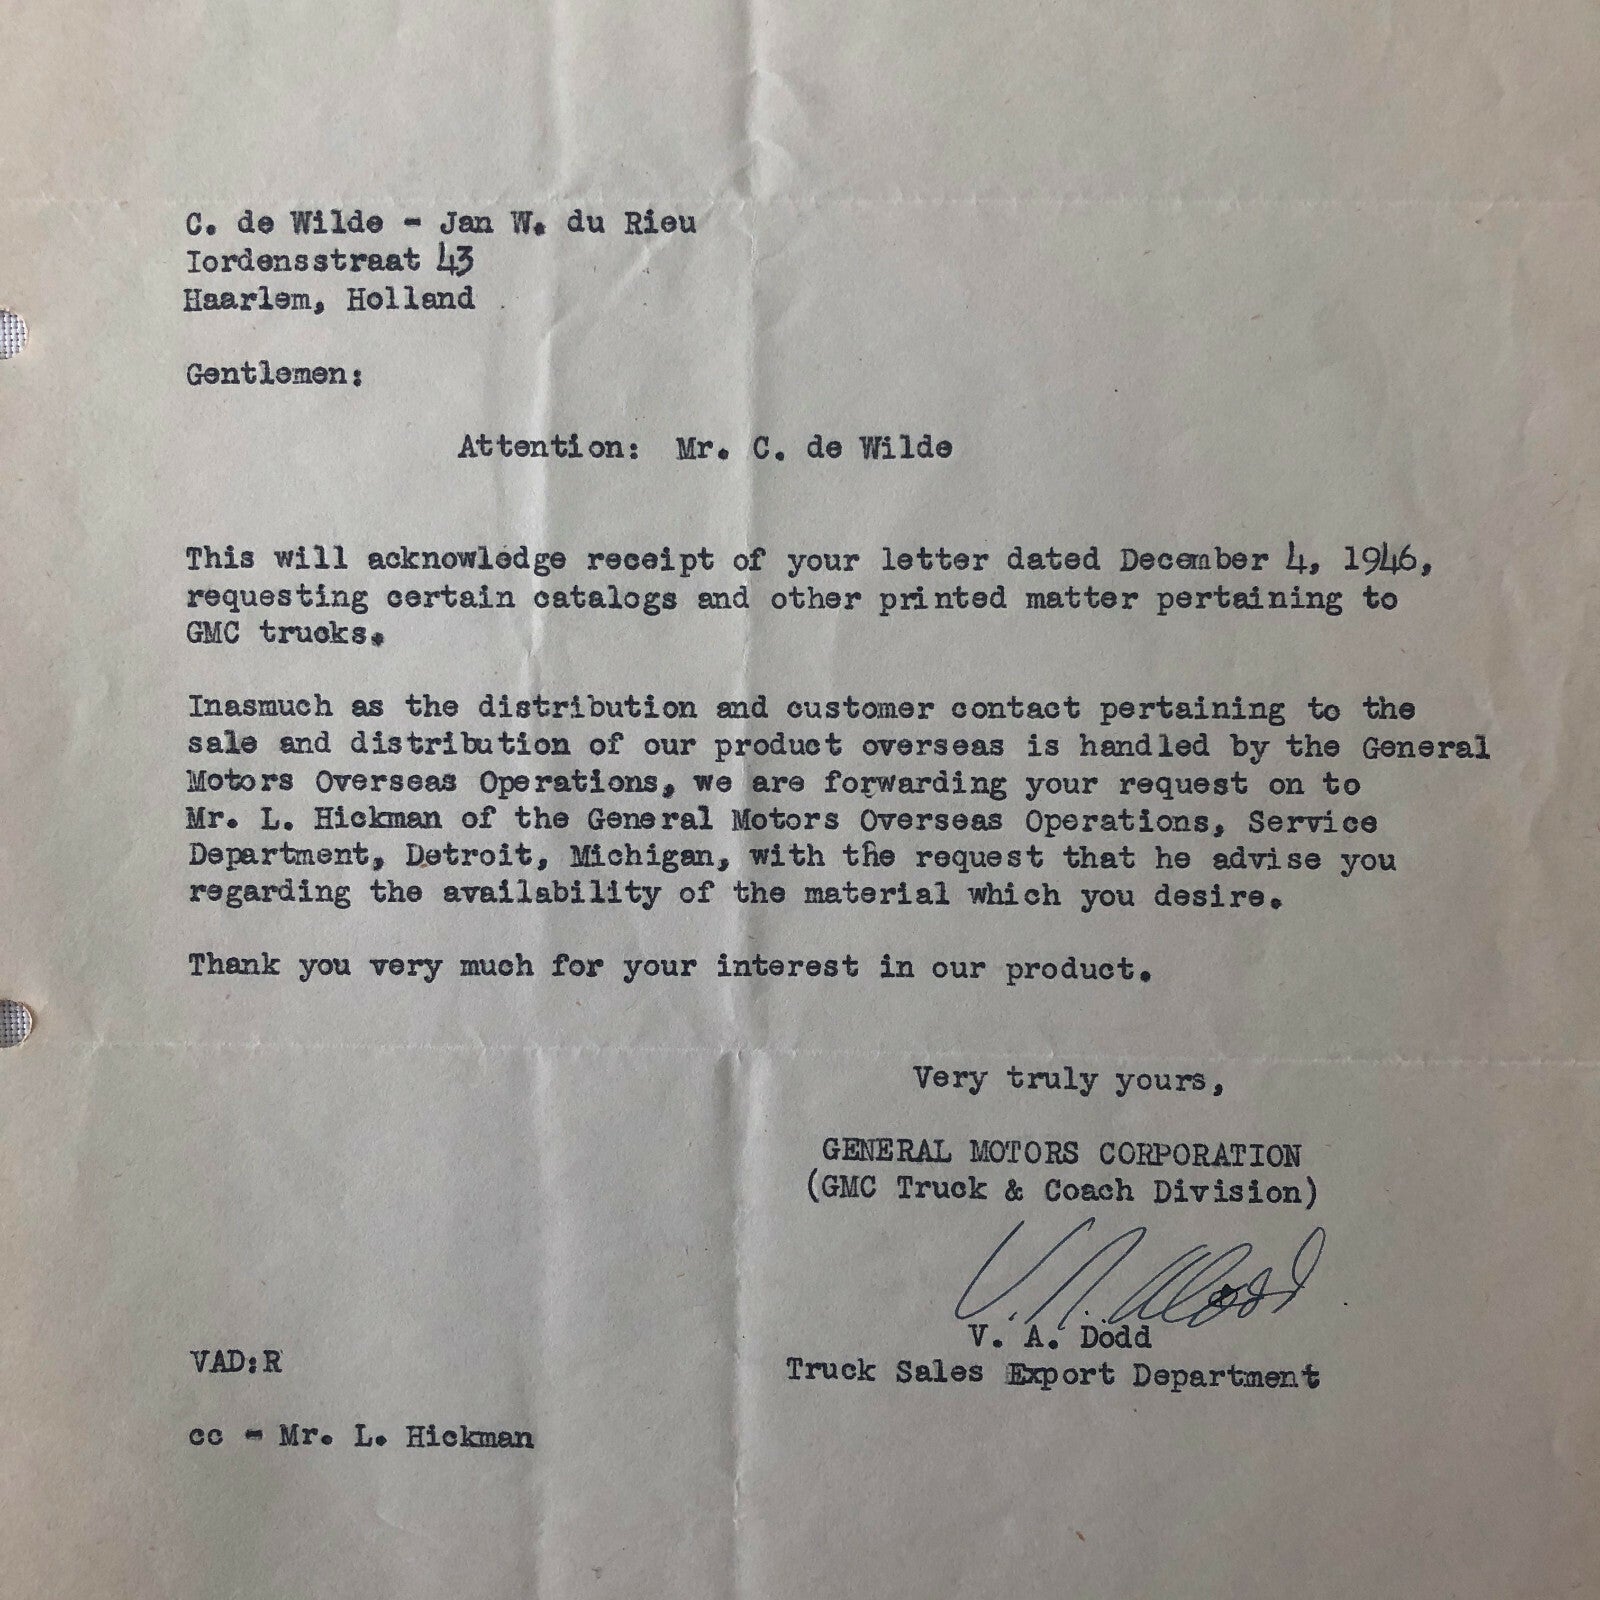 C. de Wilde - Jan W. du Rieu
Iordensstraat 43
Haarlem, Holland
Gentlemen:
Attention: Mr. C. de Wilde
This will acknowledge receipt of your letter dated December 4, 1946,
requesting certain catalogs and other printed matter pertaining to
GMC trucks.
Inasmuch as the distribution and customer contact pertaining to the
sale and distribution of our product overseas is handled by the General
Motors Overseas Operations, we are forwarding your request on to
Mr. L. Hickman of the General Motors Overseas Operations, Service
Department, Detroit, Michigan, with the request that he advise you
regarding the availability of the material which you desire.
Thank you very much for your interest in our product.
Very truly yours,
GENERAL MOTORS CORPORATION
(GMC Truck & Coach Division)
V. A. Dodd
V. A. Dodd
Truck Sales Export Department
VAD:R
cc - Mr. L. Hickman